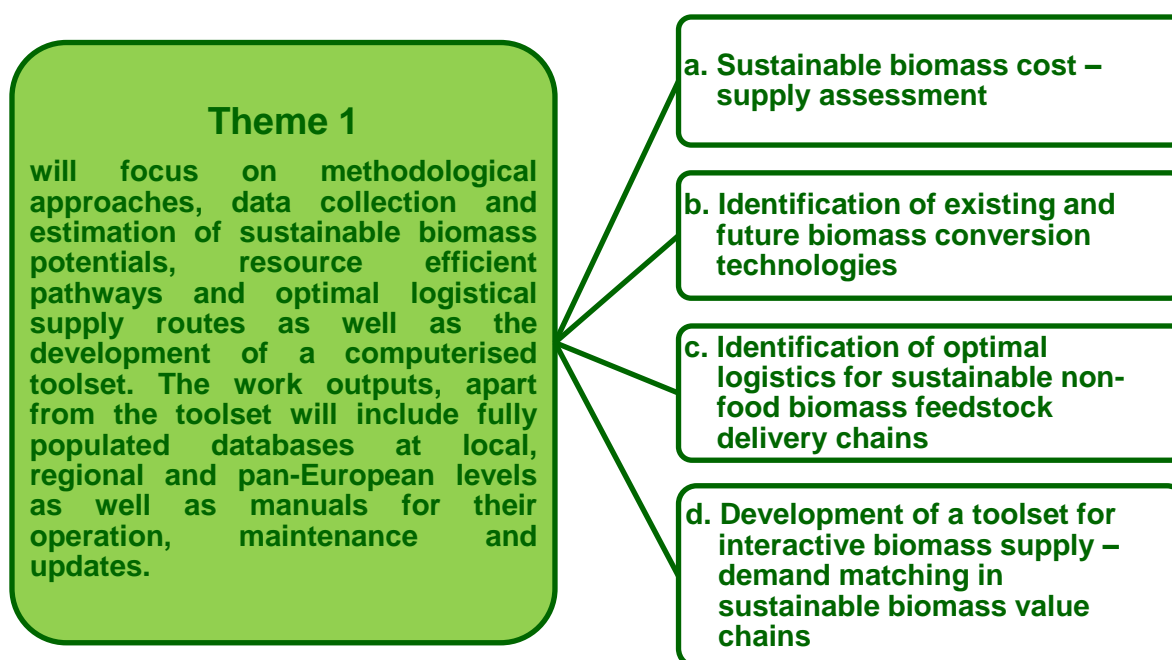 Theme 1
will focus on methodological
approaches, data collection and
estimation of sustainable biomass
potentials, resource efficient
pathways and optimal logistical
supply routes as well as the
development of a computerised
toolset. The work outputs, apart
from the toolset will include fully
populated databases at local,
regional and pan-European levels
as well as manuals for their
operation, maintenance and
updates.
a. Sustainable biomass cost –
supply assessment
b. Identification of existing and
future biomass conversion
technologies
c. Identification of optimal
logistics for sustainable non-
food biomass feedstock
delivery chains
d. Development of a toolset for
interactive biomass supply –
demand matching in
sustainable biomass value
chains